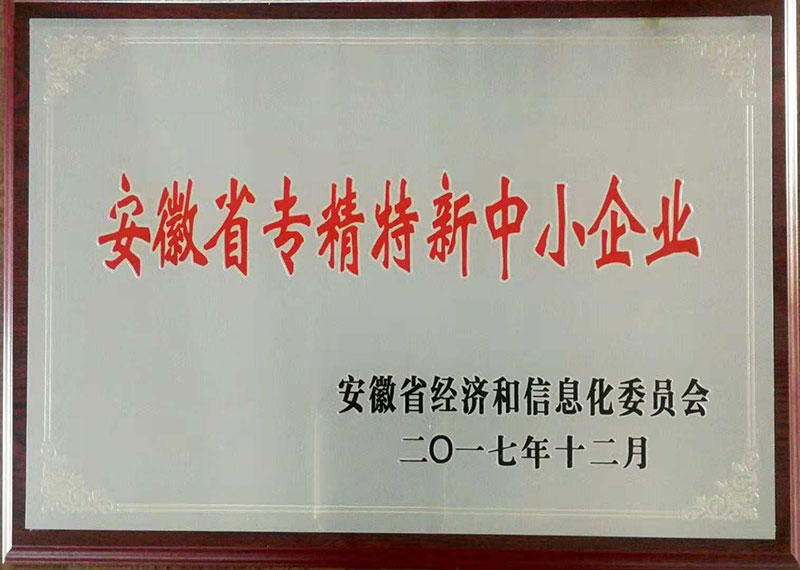 安徽省专精特新中小企业
安徽省经济和信息化委员会
二〇一七年十二月